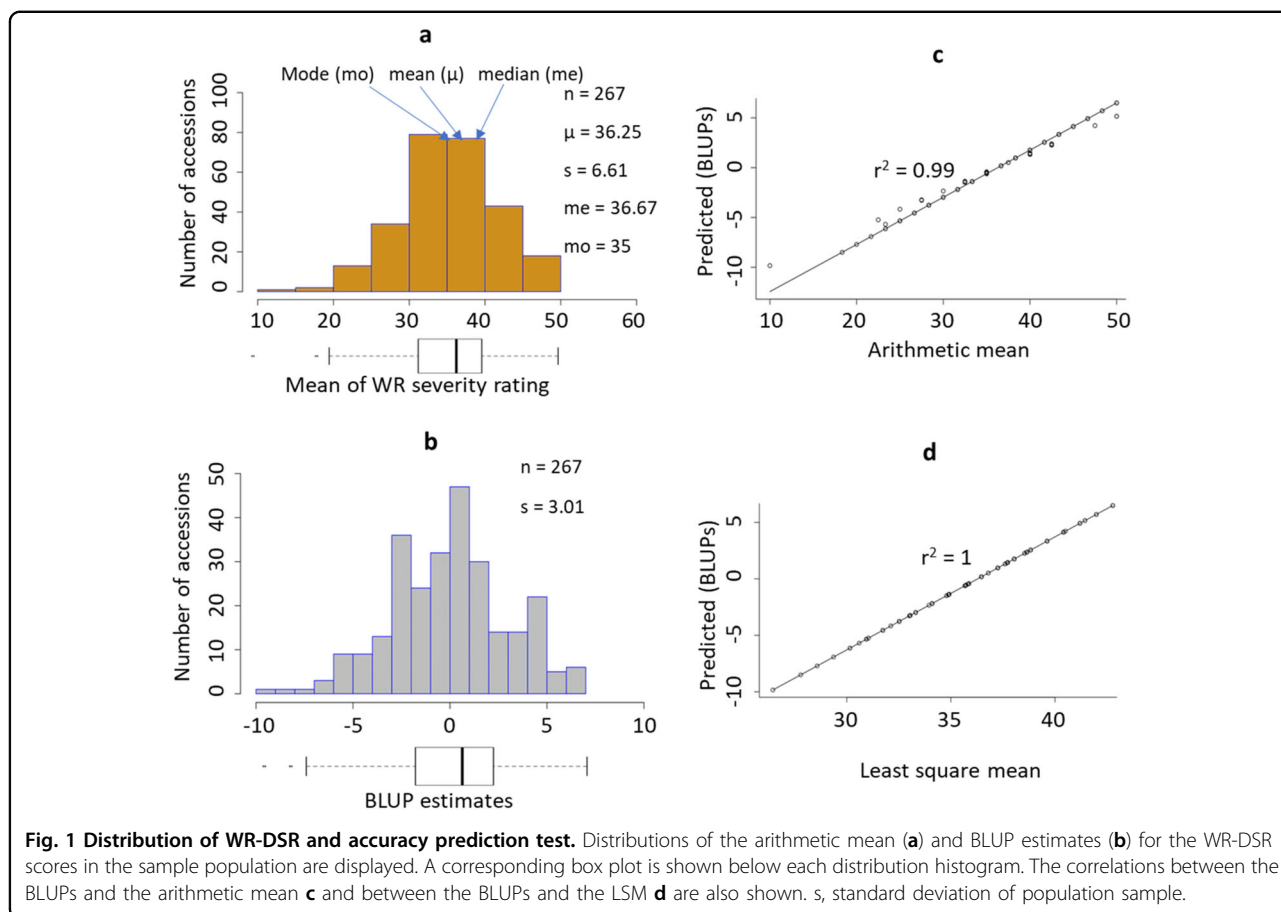 a
Mode (mo) mean (μ) median (me)
n = 267
μ = 36.25
s = 6.61
me = 36.67
mo = 35
Number of accessions
0 20 40 60 80 100
10 20 30 40 50 60
Mean of WR severity rating
b
n = 267
s = 3.01
Number of accessions
0 10 20 30 40 50
-10 -5 0 5 10
BLUP estimates
c
r² = 0.99
Predicted (BLUPs)
-10 -5 0 5
10 20 30 40 50
Arithmetic mean
d
r² = 1
Predicted (BLUPs)
-10 -5 0 5
30 35 40
Least square mean
Fig. 1 Distribution of WR-DSR and accuracy prediction test. Distributions of the arithmetic mean (a) and BLUP estimates (b) for the WR-DSR
scores in the sample population are displayed. A corresponding box plot is shown below each distribution histogram. The correlations between the
BLUPs and the arithmetic mean c and between the BLUPs and the LSM d are also shown. s, standard deviation of population sample.